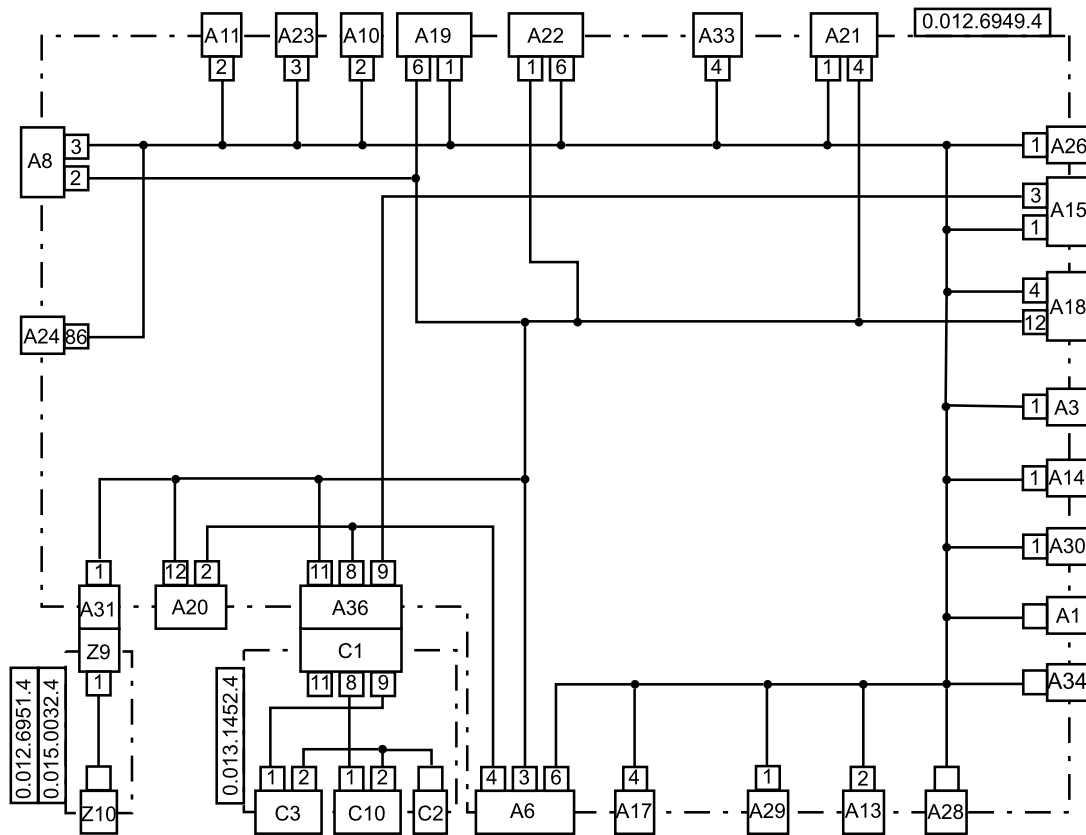 A11 A23 A10 A19 A22 A33 A21 0.012.6949.4
2 3 2 6 1 1 6 4 1 4
A8 3 1 A26
2
3 A15
1
4 A18
A24 86 12
1 A3
1 A14
1 A30
1 12 2 11 8 9
A31 A20 A36 A1
Z9 C1
1 11 8 9 A34
0.012.6951.4
0.015.0032.4
0.013.1452.4
1 2 1 2 4 3 6 4 1 2
Z10 C3 C10 C2 A6 A17 A29 A13 A28